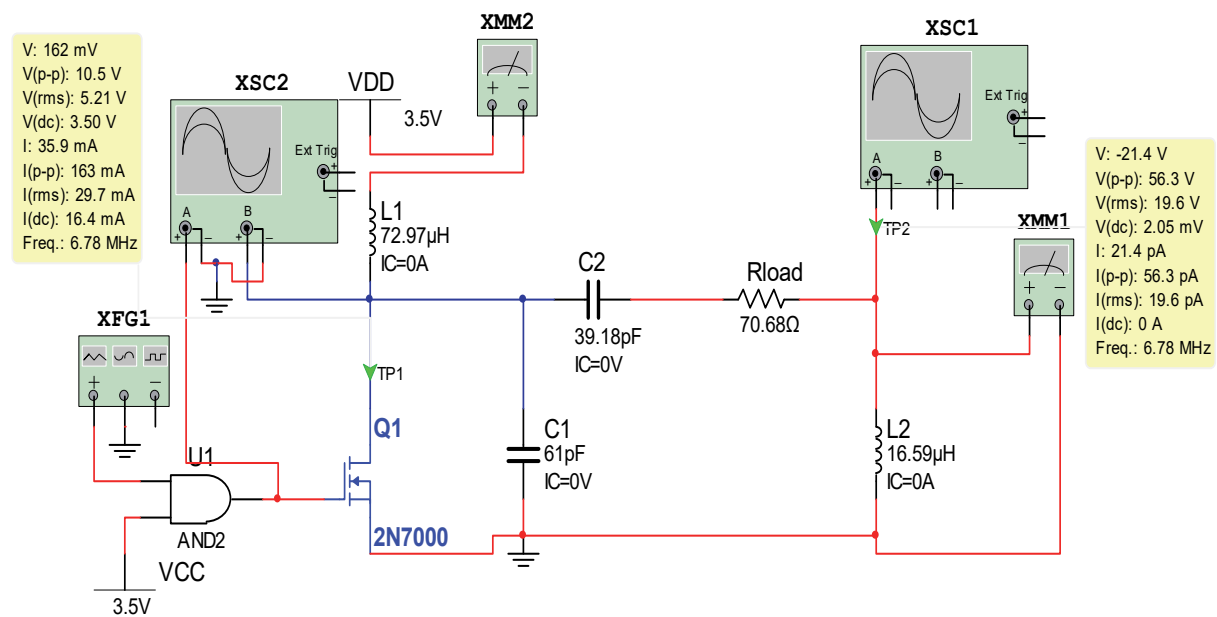 V: 162 mV
V(p-p): 10.5 V
V(rms): 5.21 V
V(dc): 3.50 V
I: 35.9 mA
I(p-p): 163 mA
I(rms): 29.7 mA
I(dc): 16.4 mA
Freq.: 6.78 MHz
XSC2
Ext Trig
+
−
A
B
+ − + −
VDD
3.5V
XMM2
+ −
XSC1
Ext Trig
+
−
A
B
+ − + −
V: -21.4 V
V(p-p): 56.3 V
V(rms): 19.6 V
V(dc): 2.05 mV
I: 21.4 pA
I(p-p): 56.3 pA
I(rms): 19.6 pA
I(dc): 0 A
Freq.: 6.78 MHz
L1
72.97µH
IC=0A
TP2
XMM1
+ −
C2
39.18pF
IC=0V
Rload
70.68Ω
XFG1
+ −
TP1
Q1
2N7000
C1
61pF
IC=0V
L2
16.59µH
IC=0A
U1
AND2
VCC
3.5V